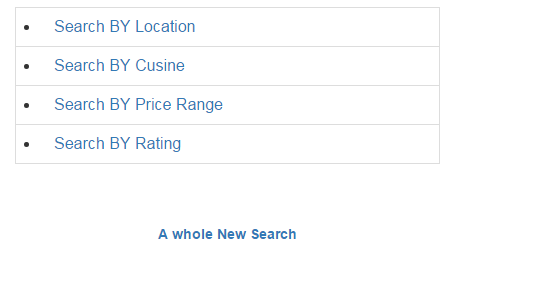 Search BY Location
Search BY Cusine
Search BY Price Range
Search BY Rating
A whole New Search